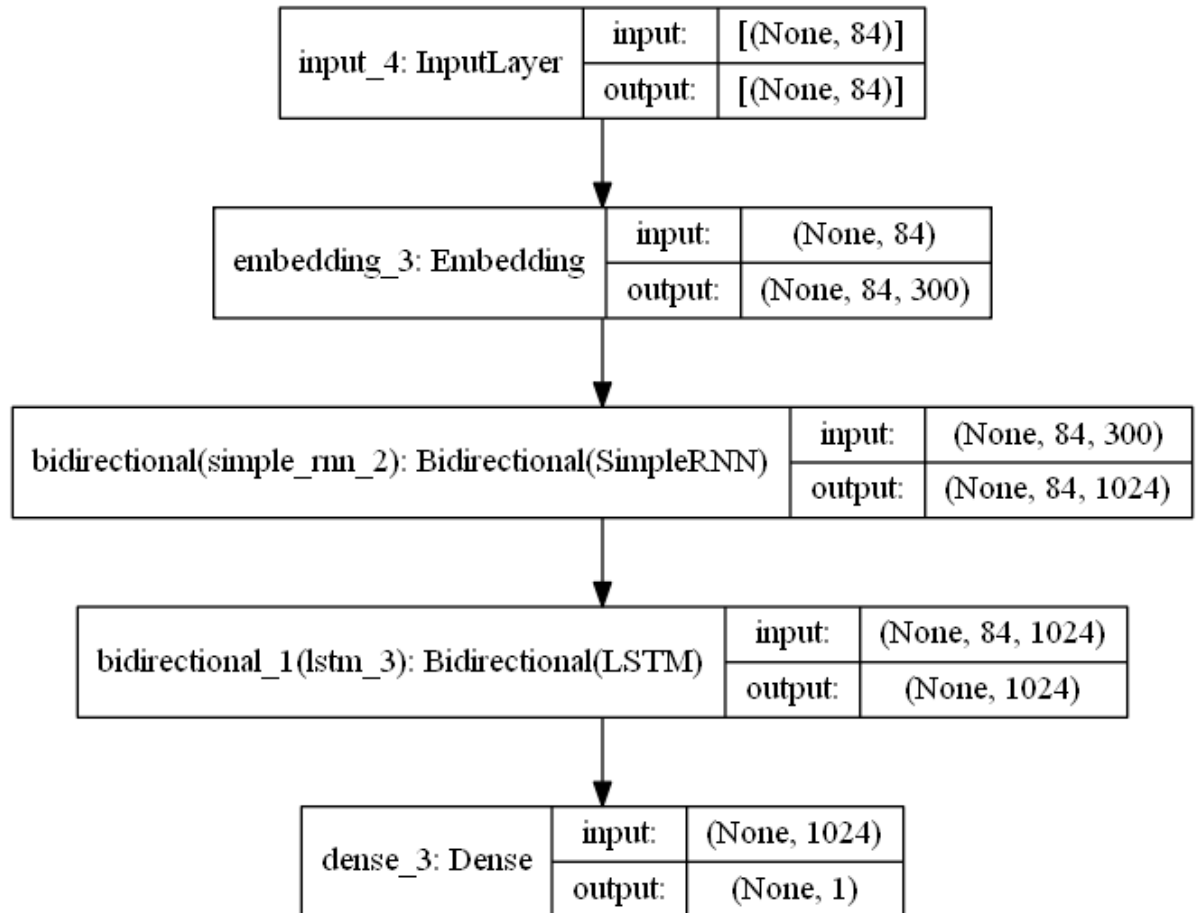 input_4: InputLayer
input: [(None, 84)]
output: [(None, 84)]
embedding_3: Embedding
input: (None, 84)
output: (None, 84, 300)
bidirectional(simple_rnn_2): Bidirectional(SimpleRNN)
input: (None, 84, 300)
output: (None, 84, 1024)
bidirectional_1(lstm_3): Bidirectional(LSTM)
input: (None, 84, 1024)
output: (None, 1024)
dense_3: Dense
input: (None, 1024)
output: (None, 1)